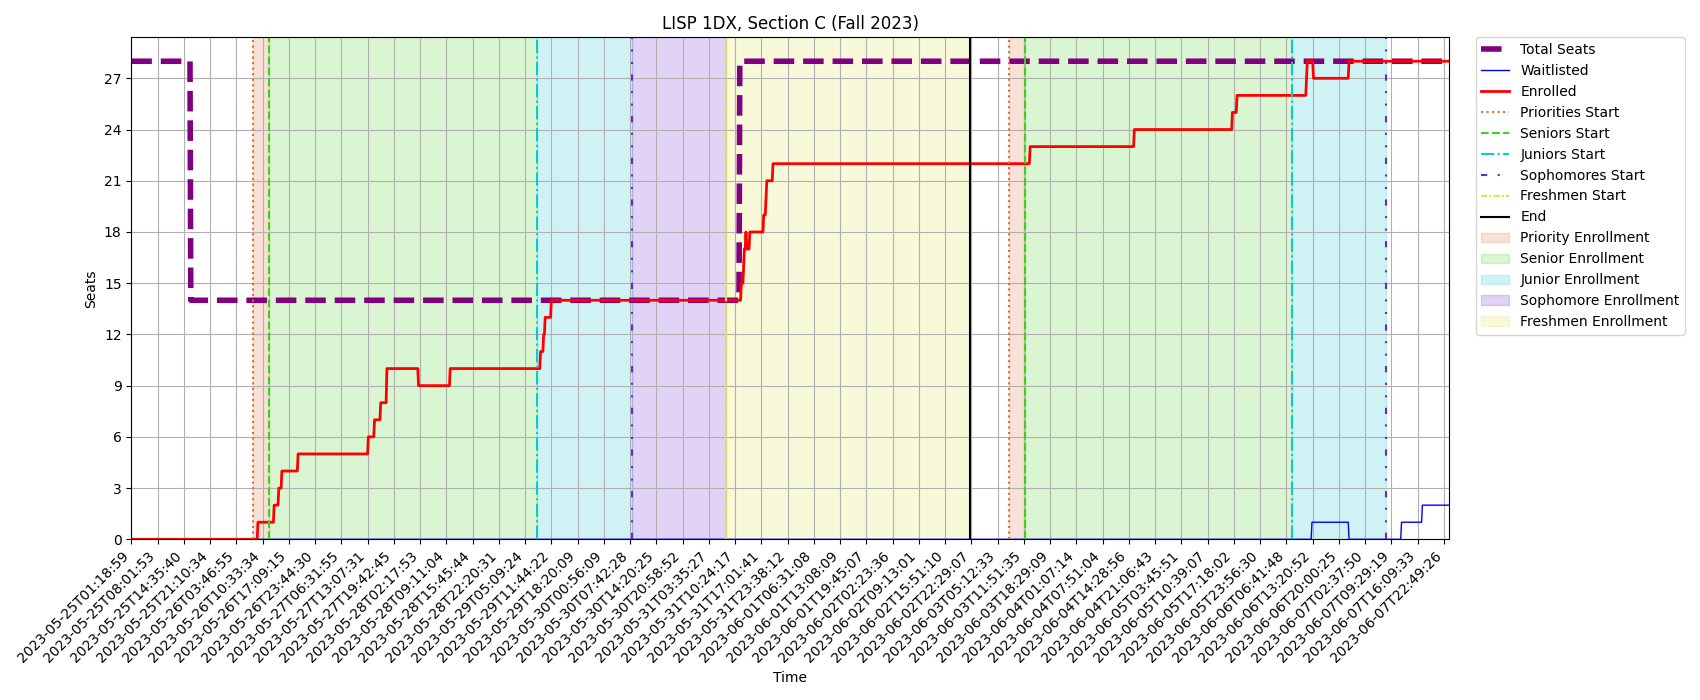 LISP 1DX, Section C (Fall 2023)
Total Seats
Waitlisted
Enrolled
Priorities Start
Seniors Start
Juniors Start
Sophomores Start
Freshmen Start
End
Priority Enrollment
Senior Enrollment
Junior Enrollment
Sophomore Enrollment
Freshmen Enrollment
Seats
27
24
21
18
15
12
9
6
3
0
2023-05-25T01:18:59
2023-05-25T08:01:53
2023-05-25T14:35:40
2023-05-25T21:10:34
2023-05-26T03:46:55
2023-05-26T10:33:34
2023-05-26T17:09:15
2023-05-26T23:44:30
2023-05-27T06:31:55
2023-05-27T13:07:31
2023-05-27T19:42:45
2023-05-28T02:17:53
2023-05-28T09:11:04
2023-05-28T15:45:44
2023-05-28T22:20:31
2023-05-29T05:09:24
2023-05-29T11:44:22
2023-05-29T18:20:09
2023-05-30T00:56:09
2023-05-30T07:42:28
2023-05-30T14:20:25
2023-05-30T20:58:52
2023-05-31T03:35:27
2023-05-31T10:24:17
2023-05-31T17:01:41
2023-05-31T23:38:12
2023-06-01T06:31:08
2023-06-01T13:08:09
2023-06-01T19:45:07
2023-06-02T02:23:36
2023-06-02T09:13:01
2023-06-02T15:51:10
2023-06-02T22:29:07
2023-06-03T05:12:33
2023-06-03T11:51:35
2023-06-03T18:29:09
2023-06-04T01:07:14
2023-06-04T07:51:04
2023-06-04T14:28:56
2023-06-04T21:06:43
2023-06-05T03:45:51
2023-06-05T10:39:07
2023-06-05T17:18:02
2023-06-05T23:56:30
2023-06-06T06:41:48
2023-06-06T13:20:52
2023-06-06T20:00:25
2023-06-07T02:37:50
2023-06-07T09:29:19
2023-06-07T16:09:33
2023-06-07T22:49:26
Time